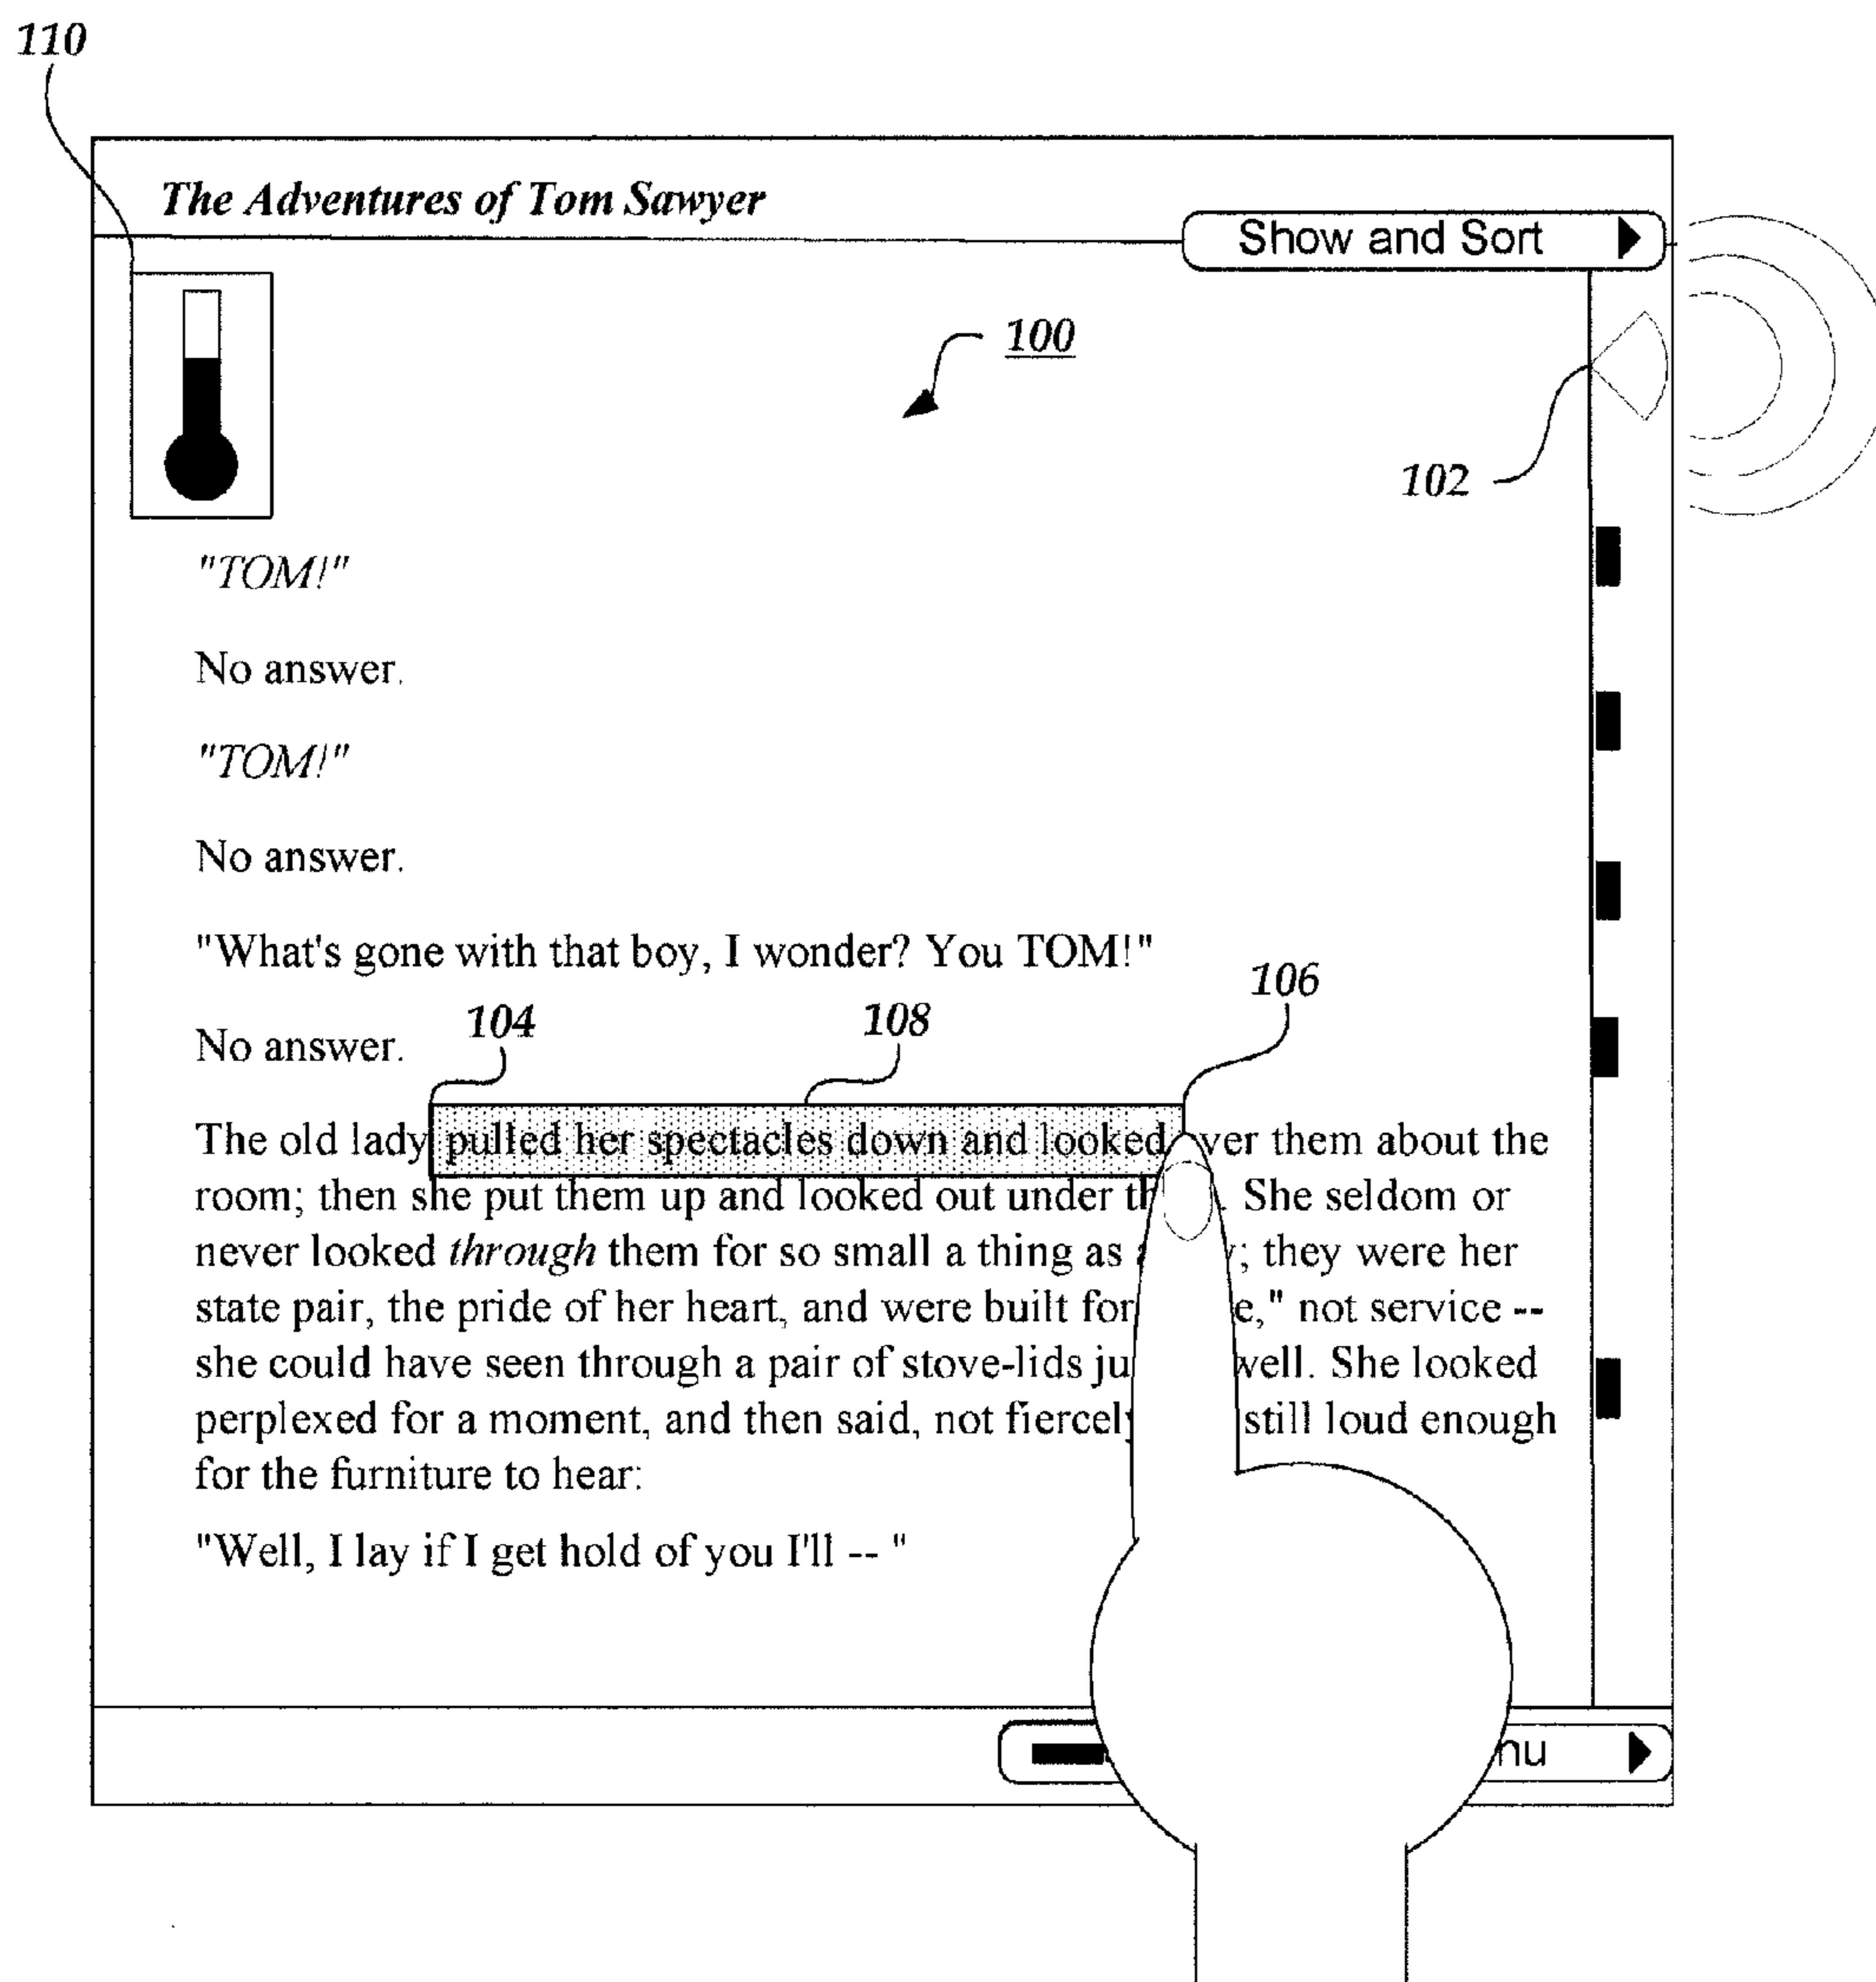 110
The Adventures of Tom Sawyer
Show and Sort
100
102
"TOM!"
No answer.
"TOM!"
No answer.
"What's gone with that boy, I wonder? You TOM!"
106
104 108
No answer.
The old lady pulled her spectacles down and looked them about the
room; then she put them up and looked out under She seldom or
never looked through them for so small a thing as they were her
state pair, the pride of her heart, and were built for not service --
she could have seen through a pair of stove-lids well. She looked
perplexed for a moment, and then said, not still loud enough
for the furniture to hear:
"Well, I lay if I get hold of you I'll -- "